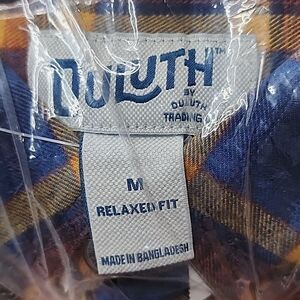 DULUTH™
BY
DULUTH
TRADING
M
RELAXED FIT
MADE IN BANGLADESH